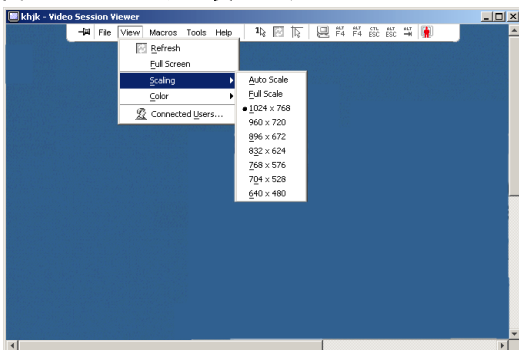 khjk - Video Session Viewer
File View Macros Tools Help
ALT F4 ALT F4 CTL ESC ALT ESC ALT
Refresh
Full Screen
Scaling
Color
Connected Users...
Auto Scale
Full Scale
1024 x 768
960 x 720
896 x 672
832 x 624
768 x 576
704 x 528
640 x 480